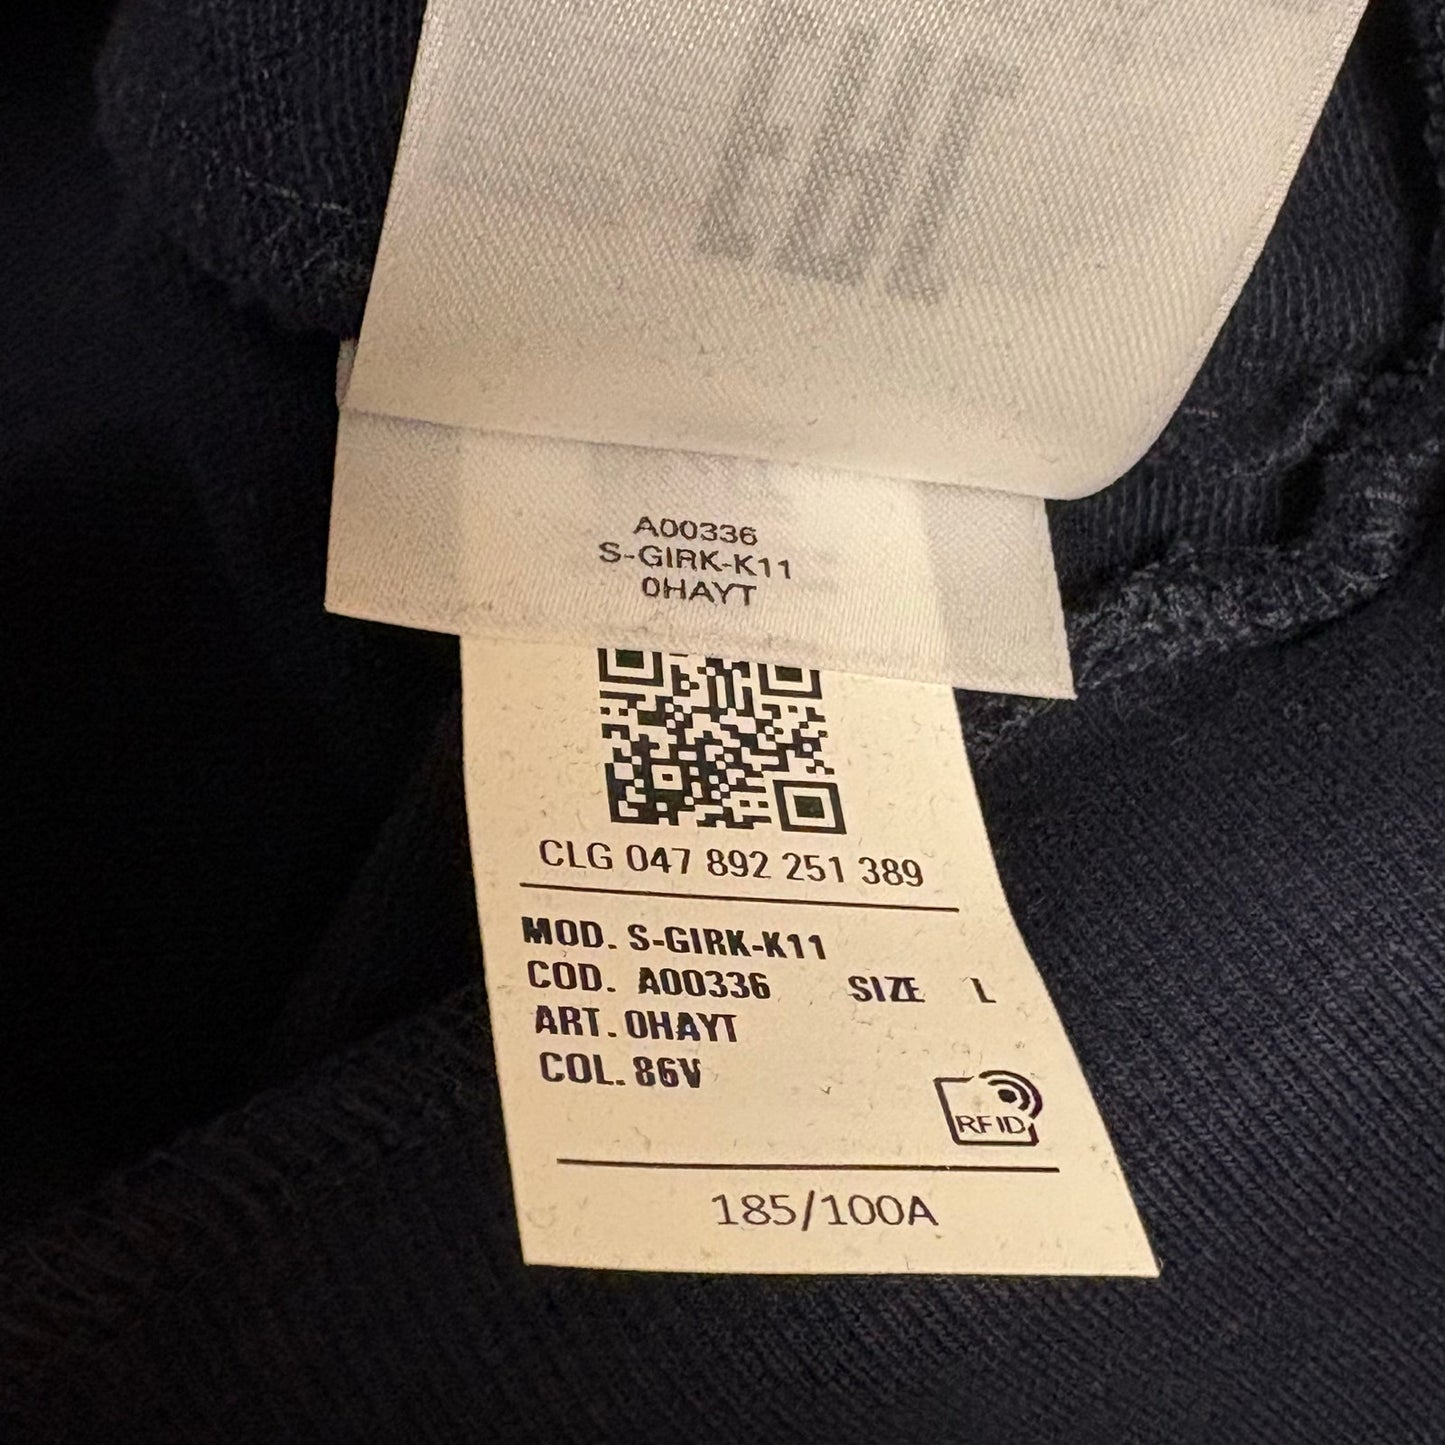 A00336
S-GIRK-K11
0HAYT
CLG 047 892 251 389
MOD. S-GIRK-K11
COD. A00336 SIZE L
ART. 0HAYT
COL. 86V
RFID
185/100A